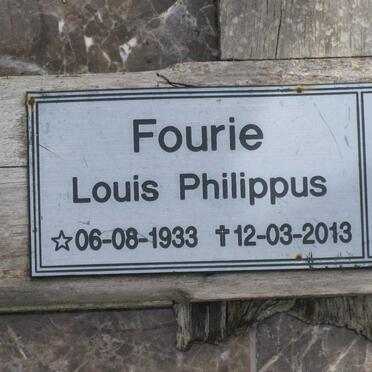 Fourie
Louis Philippus
☆06-08-1933 ✝12-03-2013